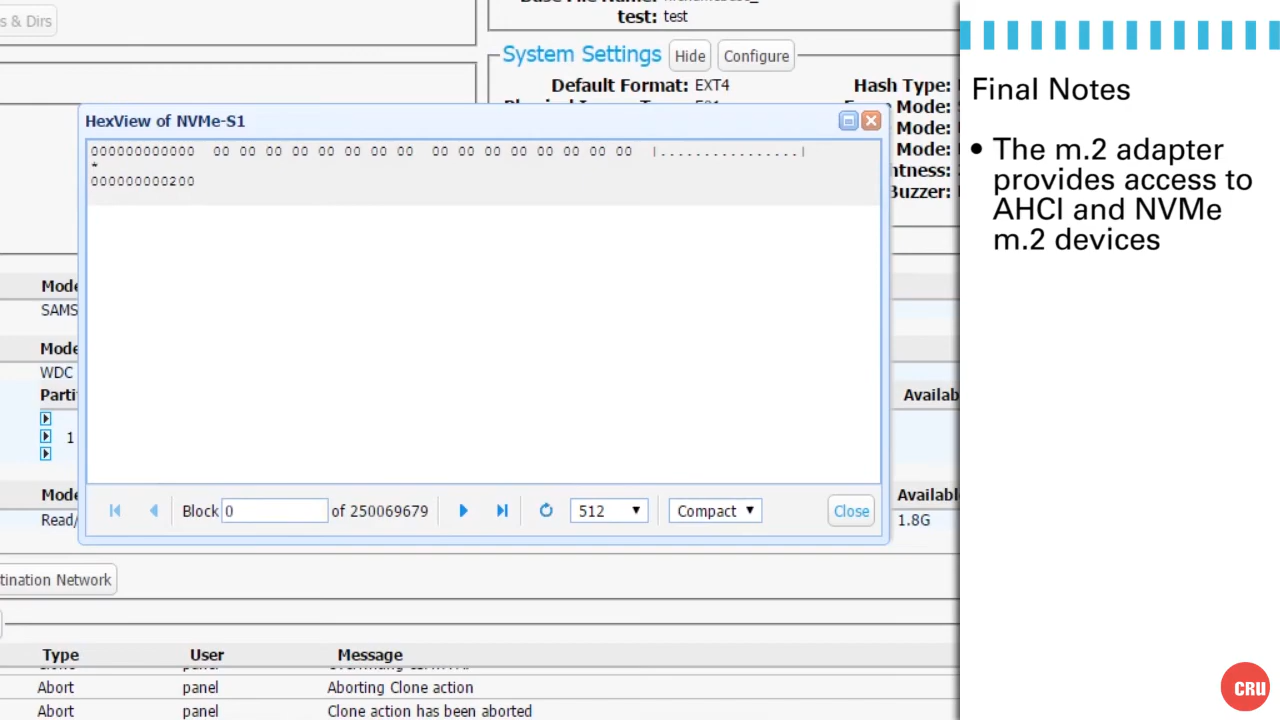 s & Dirs
test: test
System Settings Hide Configure
Default Format: EXT4
Hash Type:
Mode:
Mode:
Mode:
Buzzer:
HexView of NVMe-S1
000000000000 00 00 00 00 00 00 00 00 00 00 00 00 00 00 00 00 |................|
*
000000000200
Mode
SAMS
Mode
WDC
Parti
Availab
1
Mode
Available
Read/
1.8G
Block 0 of 250069679 512 Compact Close
tination Network
Type User Message
Abort panel Aborting Clone action
Abort panel Clone action has been aborted
Final Notes
• The m.2 adapter
provides access to
AHCI and NVMe
m.2 devices
CRU